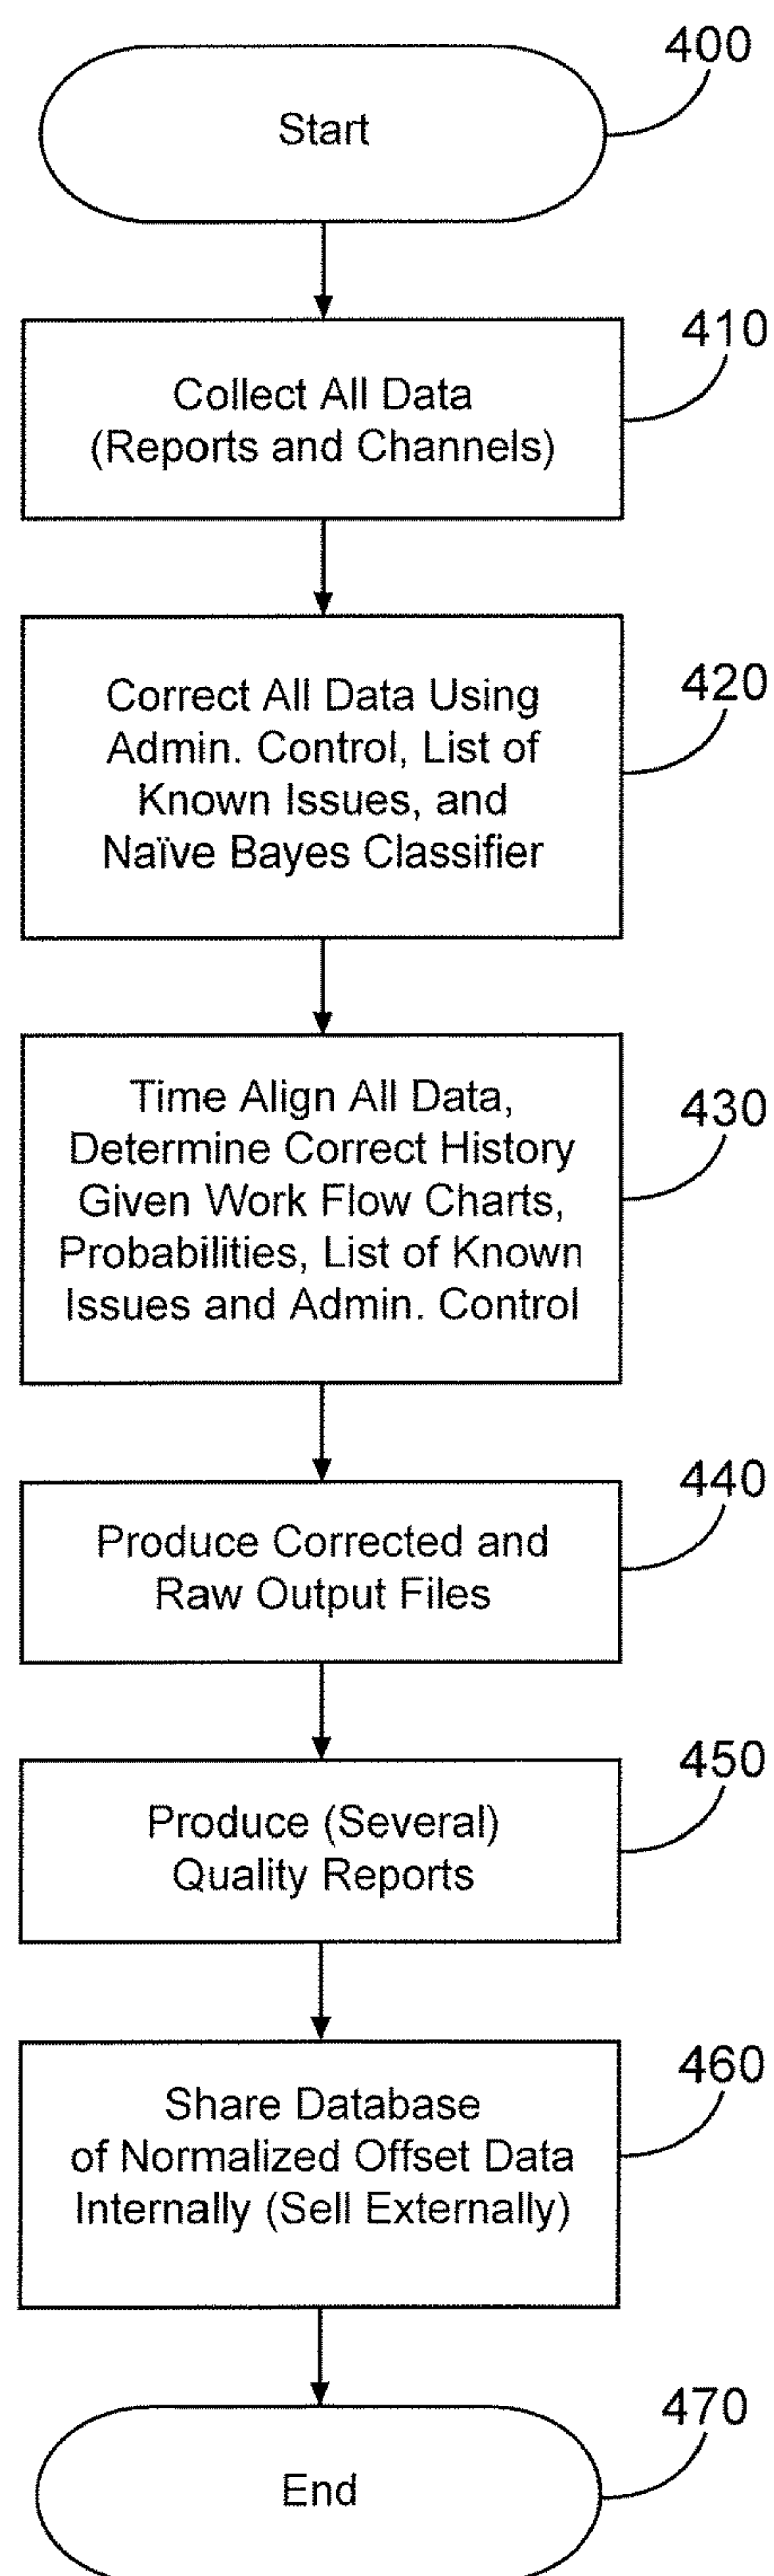 400
Start
410
Collect All Data
(Reports and Channels)
420
Correct All Data Using
Admin. Control, List of
Known Issues, and
Naïve Bayes Classifier
430
Time Align All Data,
Determine Correct History
Given Work Flow Charts,
Probabilities, List of Known
Issues and Admin. Control
440
Produce Corrected and
Raw Output Files
450
Produce (Several)
Quality Reports
460
Share Database
of Normalized Offset Data
Internally (Sell Externally)
470
End